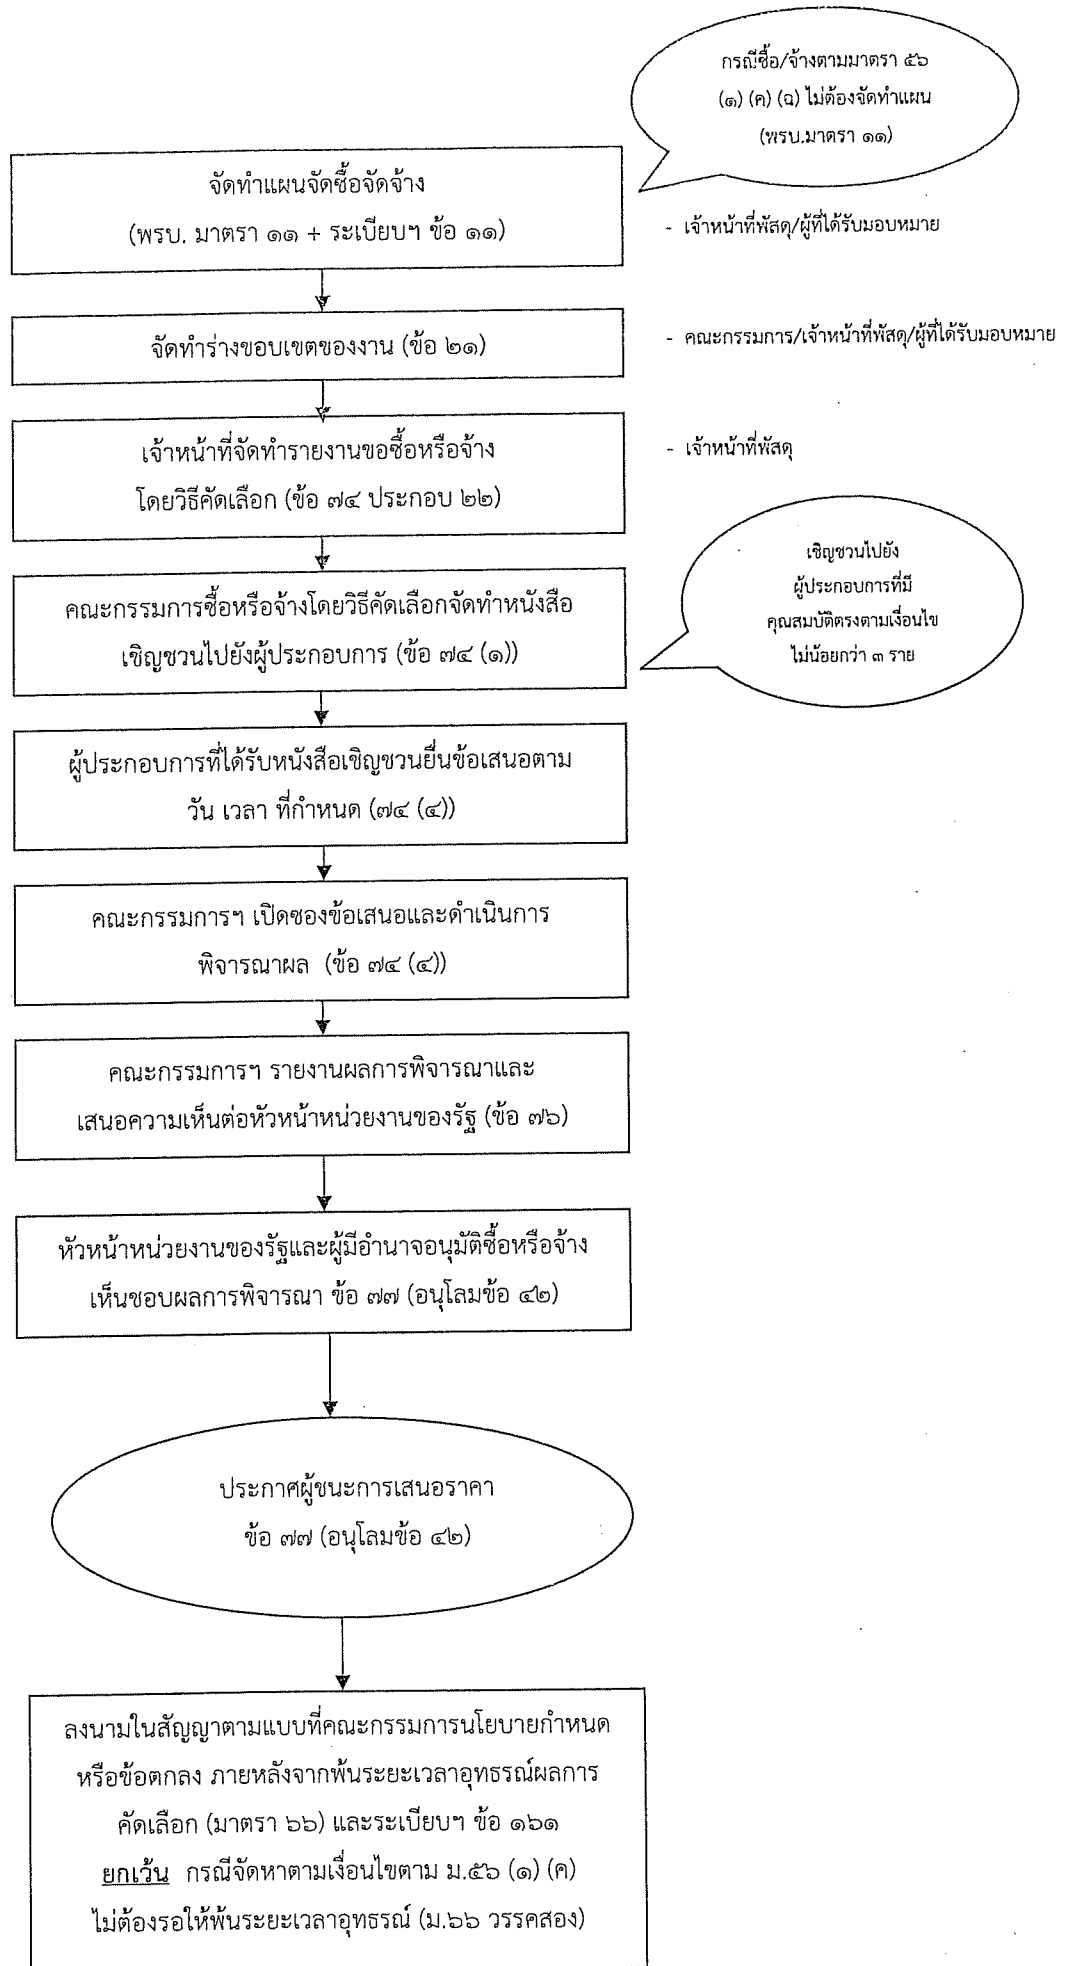 กรณีซื้อ/จ้างตามมาตรา ๕๖
(๑) (ค) (ฉ) ไม่ต้องจัดทำแผน
(พรบ.มาตรา ๑๑)
จัดทำแผนจัดซื้อจัดจ้าง
(พรบ. มาตรา ๑๑ + ระเบียบฯ ข้อ ๑๑)
- เจ้าหน้าที่พัสดุ/ผู้ที่ได้รับมอบหมาย
จัดทำร่างขอบเขตของงาน (ข้อ ๒๑)
- คณะกรรมการ/เจ้าหน้าที่พัสดุ/ผู้ที่ได้รับมอบหมาย
เจ้าหน้าที่จัดทำรายงานขอซื้อหรือจ้าง
โดยวิธีคัดเลือก (ข้อ ๗๔ ประกอบ ๒๒)
- เจ้าหน้าที่พัสดุ
คณะกรรมการซื้อหรือจ้างโดยวิธีคัดเลือกจัดทำหนังสือ
เชิญชวนไปยังผู้ประกอบการ (ข้อ ๗๔ (๑))
เชิญชวนไปยัง
ผู้ประกอบการที่มี
คุณสมบัติตรงตามเงื่อนไข
ไม่น้อยกว่า ๓ ราย
ผู้ประกอบการที่ได้รับหนังสือเชิญชวนยื่นข้อเสนอตาม
วัน เวลา ที่กำหนด (๗๔ (๔))
คณะกรรมการฯ เปิดซองข้อเสนอและดำเนินการ
พิจารณาผล (ข้อ ๗๔ (๔))
คณะกรรมการฯ รายงานผลการพิจารณาและ
เสนอความเห็นต่อหัวหน้าหน่วยงานของรัฐ (ข้อ ๗๖)
หัวหน้าหน่วยงานของรัฐและผู้มีอำนาจอนุมัติซื้อหรือจ้าง
เห็นชอบผลการพิจารณา ข้อ ๗๗ (อนุโลมข้อ ๔๒)
ประกาศผู้ชนะการเสนอราคา
ข้อ ๗๗ (อนุโลมข้อ ๔๒)
ลงนามในสัญญาตามแบบที่คณะกรรมการนโยบายกำหนด
หรือข้อตกลง ภายหลังจากพ้นระยะเวลาอุทธรณ์ผลการ
คัดเลือก (มาตรา ๖๖) และระเบียบฯ ข้อ ๑๖๑
ยกเว้น กรณีจัดหาตามเงื่อนไขตาม ม.๕๖ (๑) (ค)
ไม่ต้องรอให้พ้นระยะเวลาอุทธรณ์ (ม.๖๖ วรรคสอง)